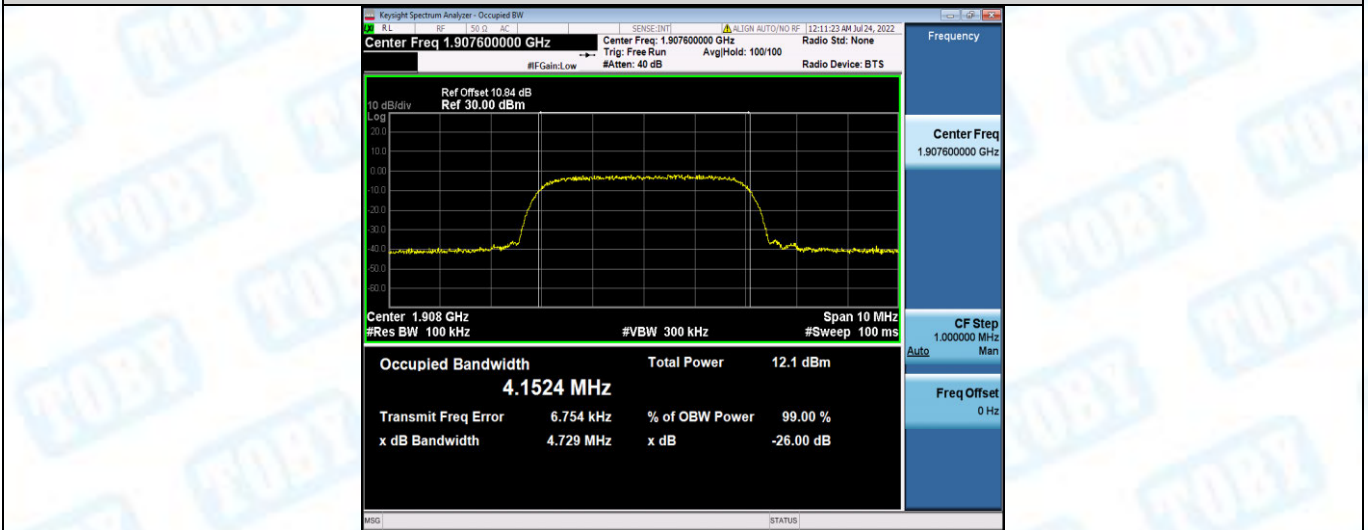 Keysight Spectrum Analyzer - Occupied BW
RL RF 50 Ω AC SENSE:INT ALIGN AUTO/NO RF 12:11:23 AM Jul 24, 2022
Center Freq 1.907600000 GHz
Center Freq: 1.907600000 GHz
Radio Std: None
Trig: Free Run Avg|Hold: 100/100
#IFGain:Low
#Atten: 40 dB
Radio Device: BTS
Ref Offset 10.84 dB
10 dB/div Ref 30.00 dBm
Log
20.0
10.0
0.00
-10.0
-20.0
-30.0
-40.0
-50.0
-60.0
Center 1.908 GHz
Span 10 MHz
#Res BW 100 kHz
#VBW 300 kHz
#Sweep 100 ms
Occupied Bandwidth
Total Power 12.1 dBm
4.1524 MHz
Transmit Freq Error 6.754 kHz
% of OBW Power 99.00 %
x dB Bandwidth 4.729 MHz
x dB -26.00 dB
MSG
STATUS
Frequency
Center Freq
1.907600000 GHz
CF Step
1.000000 MHz
Auto Man
Freq Offset
0 Hz
TOBY
TOBY
TOBY
TOBY
TOBY
TOBY
TOBY
TOBY